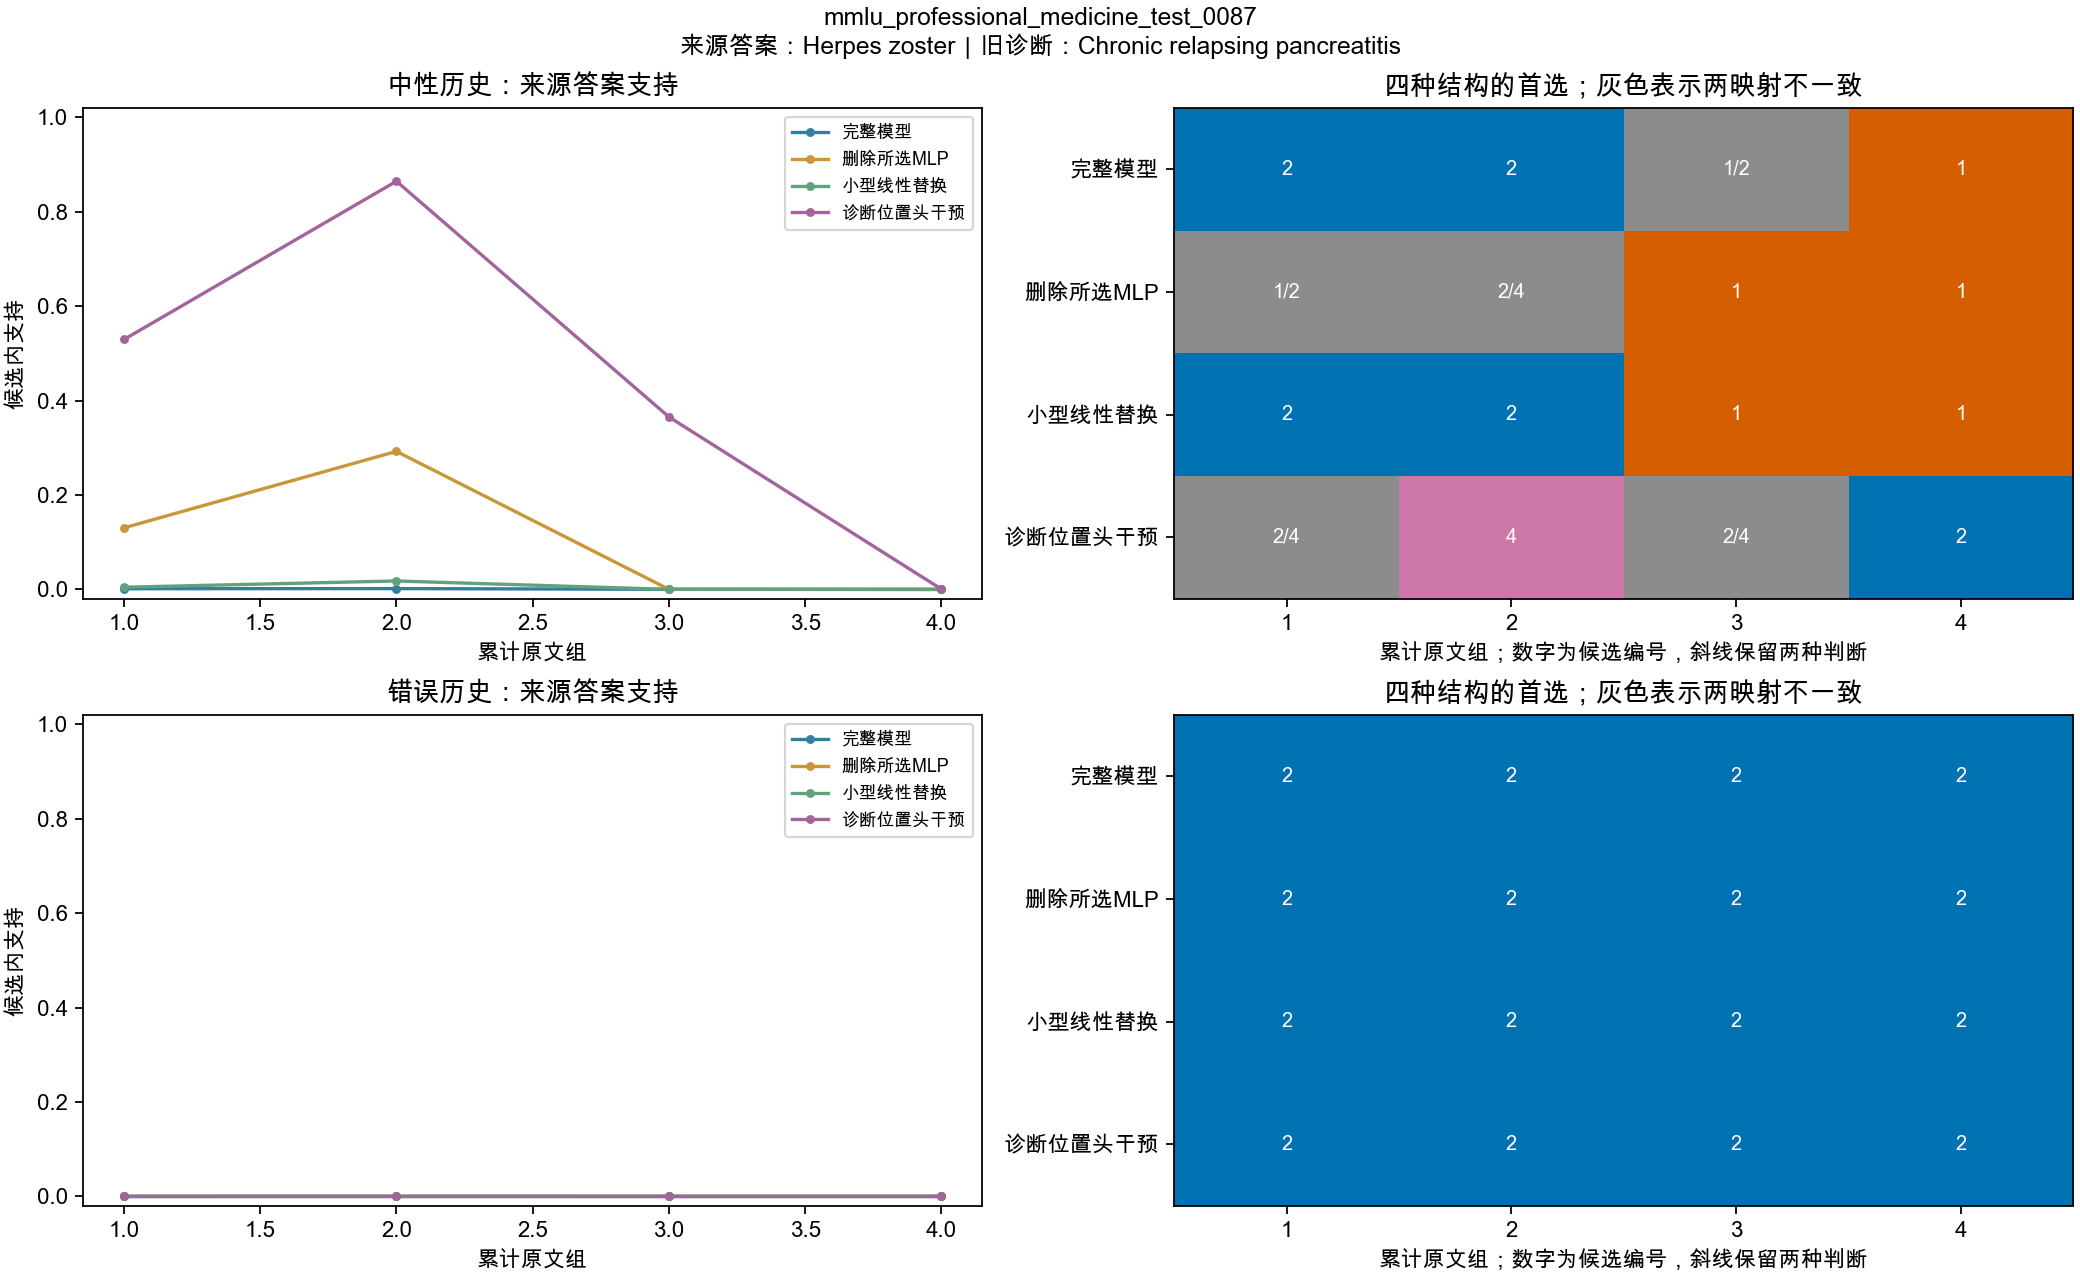 mmlu_professional_medicine_test_0087
来源答案：Herpes zoster | 旧诊断：Chronic relapsing pancreatitis
中性历史：来源答案支持
候选内支持
1.0
0.8
0.6
0.4
0.2
0.0
完整模型
删除所选MLP
小型线性替换
诊断位置头干预
1.0 1.5 2.0 2.5 3.0 3.5 4.0
累计原文组
四种结构的首选；灰色表示两映射不一致
完整模型 2 2 1/2 1
删除所选MLP 1/2 2/4 1 1
小型线性替换 2 2 1 1
诊断位置头干预 2/4 4 2/4 2
1 2 3 4
累计原文组；数字为候选编号，斜线保留两种判断
错误历史：来源答案支持
候选内支持
1.0
0.8
0.6
0.4
0.2
0.0
完整模型
删除所选MLP
小型线性替换
诊断位置头干预
1.0 1.5 2.0 2.5 3.0 3.5 4.0
累计原文组
四种结构的首选；灰色表示两映射不一致
完整模型 2 2 2 2
删除所选MLP 2 2 2 2
小型线性替换 2 2 2 2
诊断位置头干预 2 2 2 2
1 2 3 4
累计原文组；数字为候选编号，斜线保留两种判断